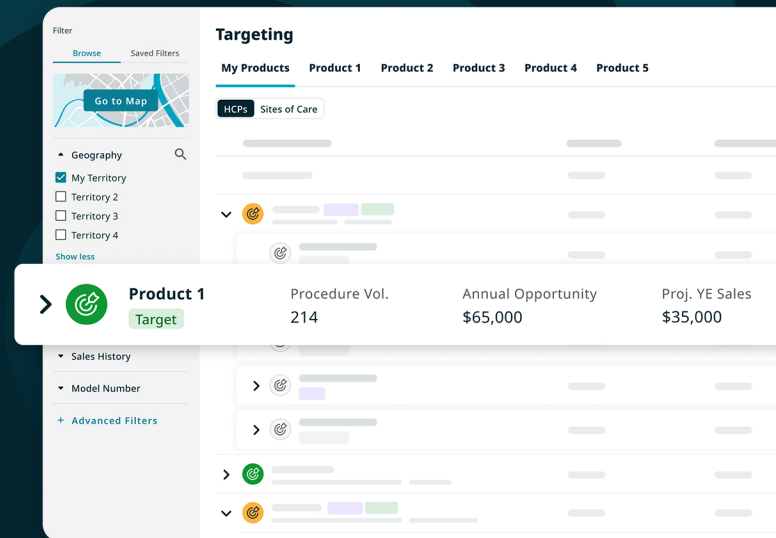 Filter
Browse Saved Filters
Go to Map
Geography
My Territory
Territory 2
Territory 3
Territory 4
Show less
Sales History
Model Number
+ Advanced Filters
Targeting
My Products Product 1 Product 2 Product 3 Product 4 Product 5
HCPs Sites of Care
Product 1
Target
Procedure Vol.
214
Annual Opportunity
$65,000
Proj. YE Sales
$35,000